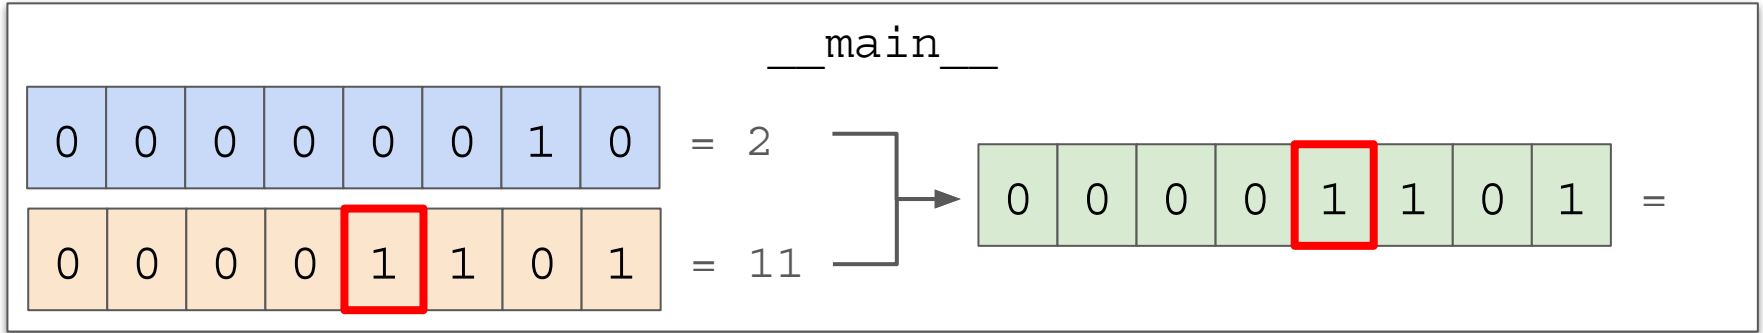 __main__
0 0 0 0 0 0 1 0 = 2
0 0 0 0 1 1 0 1 = 11
0 0 0 0 1 1 0 1 =